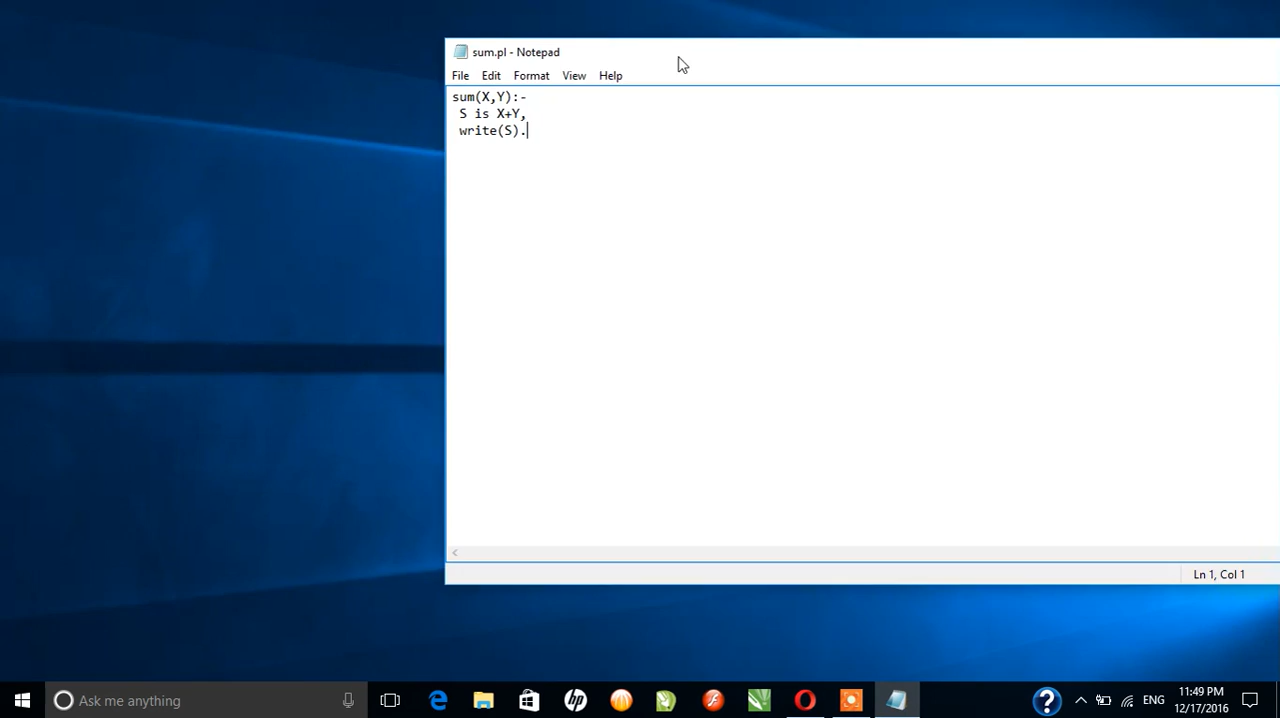 sum.pl - Notepad
File Edit Format View Help
sum(X,Y):-
S is X+Y,
write(S).
<
Ln 1, Col 1
Ask me anything
hp
?
ENG
11:49 PM
12/17/2016